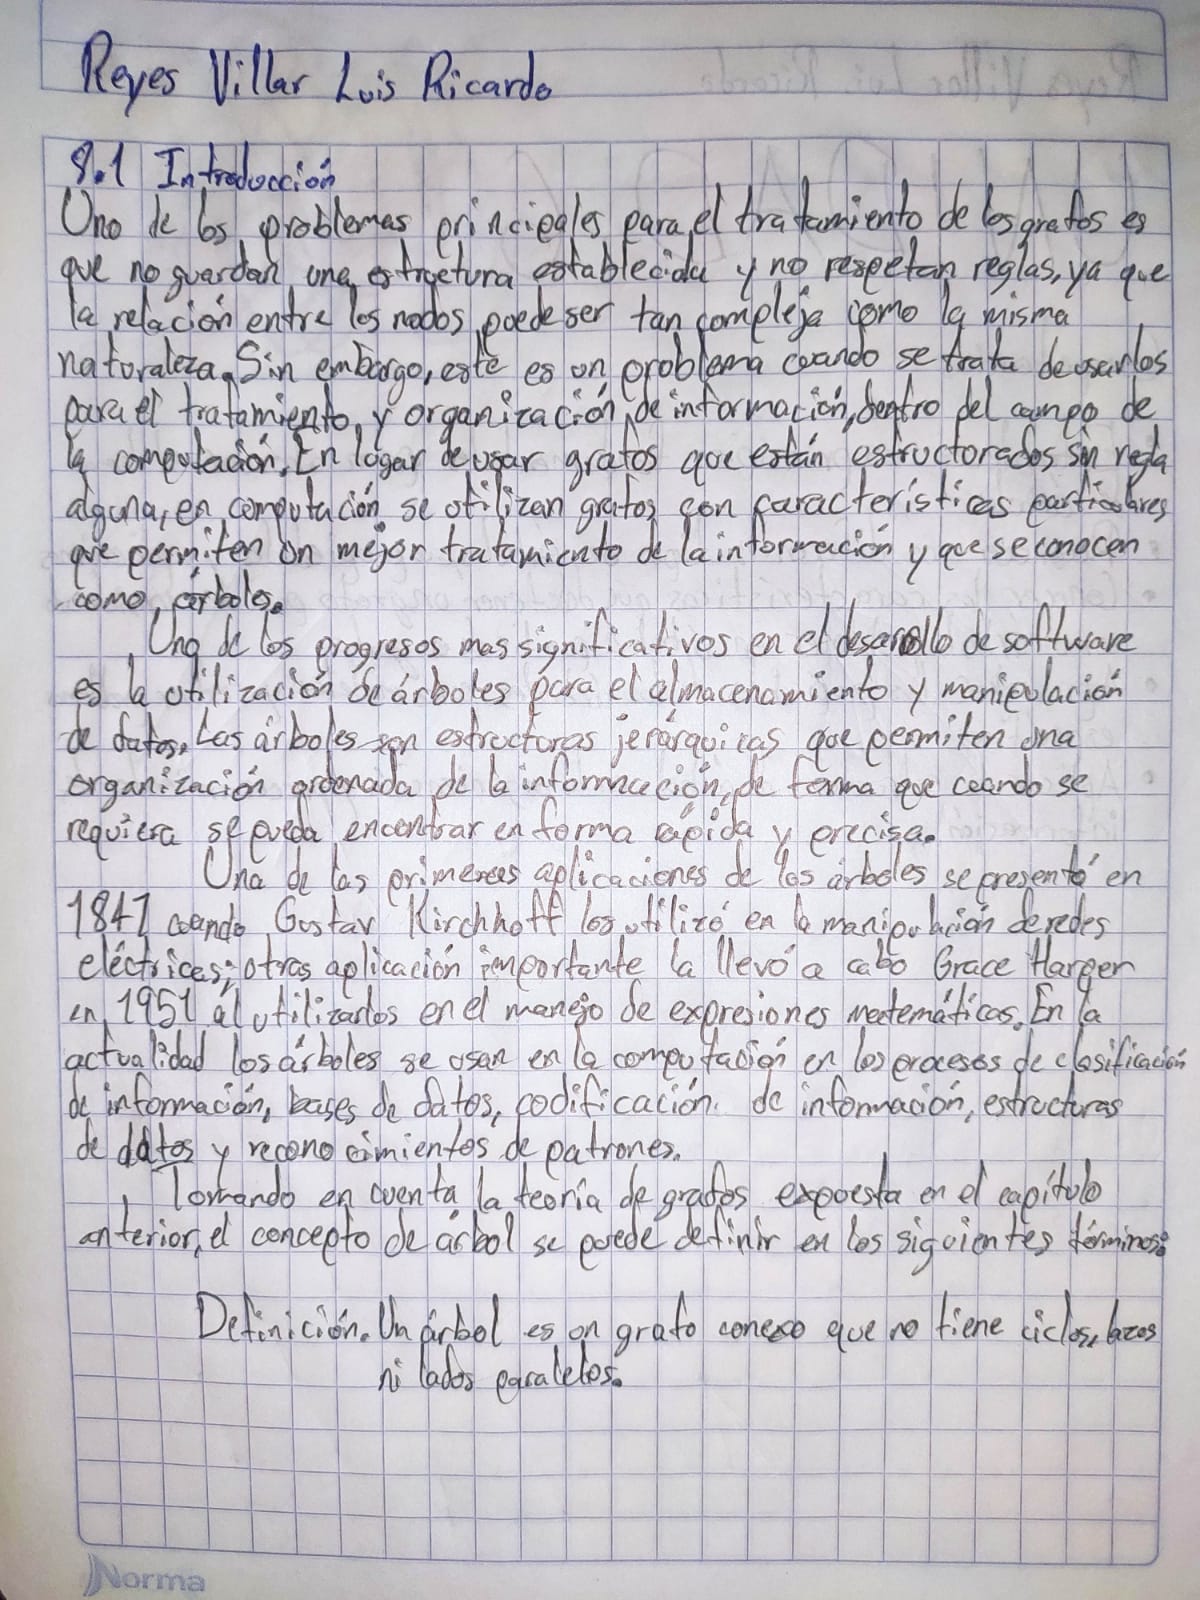 Reyes Villar Luis Ricardo
8.1 Introducción
Uno de los problemas principales para el tratamiento de los grafos es
que no guardan una estructura establecida y no respetan reglas, ya que
la relación entre los nodos puede ser tan compleja como la misma
naturaleza. Sin embargo, este es un problema cuando se trata de usarlos
para el tratamiento y organización de información, dentro del campo de
la computación. En lugar de usar grafos que están estructurados sin regla
alguna, en computación se utilizan grafos con características particulares
que permiten un mejor tratamiento de la información y que se conocen
como árboles.
Uno de los progresos mas significativos en el desarollo de software
es la utilización de árboles para el almacenamiento y manipulación
de datos. Los árboles son estructuras jerárquicas que permiten una
organización ordenada de la información, de forma que cuando se
requiera se pueda encontrar en forma rápida y precisa.
Una de las primeras aplicaciones de los árboles se presentó en
1847 cuando Gustav Kirchhoff los utilizó en la manipulación de redes
eléctricas; otras aplicación importante la llevó a cabo Grace Harper
en 1951 al utilizarlos en el manejo de expresiones matemáticas. En la
actualidad los árboles se usan en la computación en los procesos de clasificación
de información, bases de datos, codificación de información, estructuras
de datos y reconocimientos de patrones.
Tomando en cuenta la teoría de grafos expuesta en el capítulo
anterior, el concepto de árbol se puede definir en los siguientes términos:
Definición. Un árbol es un grafo conexo que no tiene ciclos, lazos
ni lados paralelos.
Norma